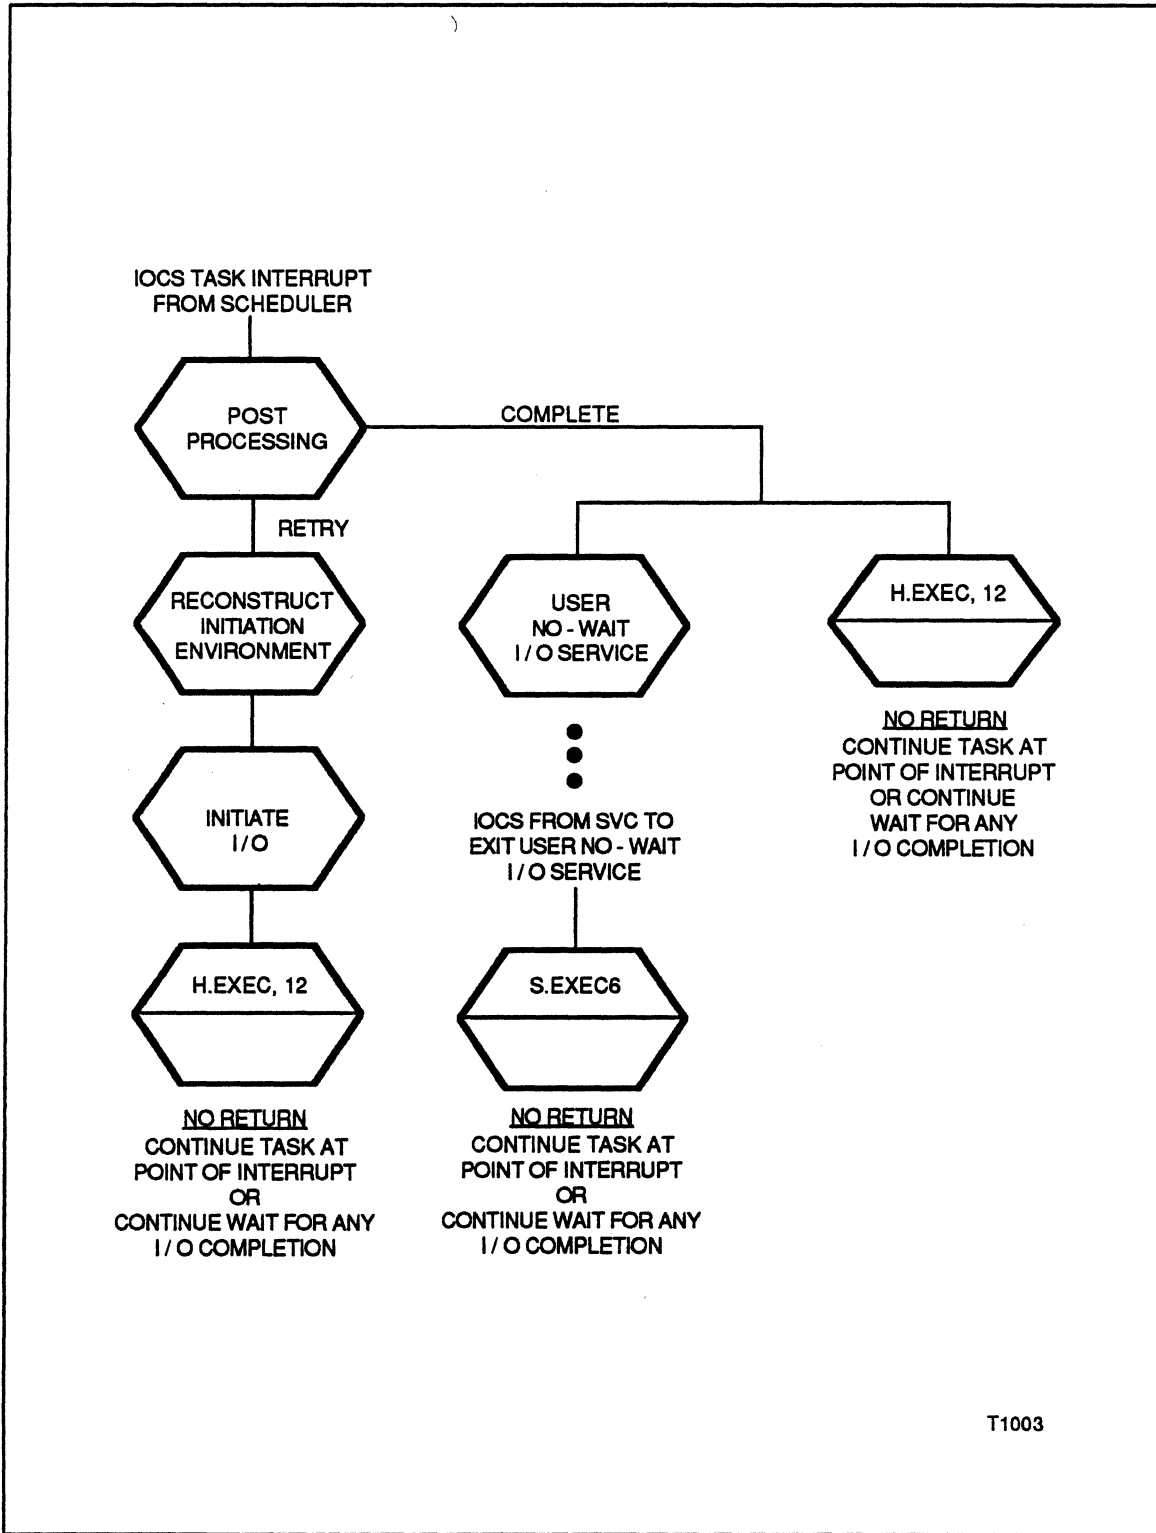 IOCS TASK INTERRUPT
FROM SCHEDULER
POST
PROCESSING
COMPLETE
RETRY
RECONSTRUCT
INITIATION
ENVIRONMENT
USER
NO - WAIT
I / O SERVICE
H.EXEC, 12
NO RETURN
CONTINUE TASK AT
POINT OF INTERRUPT
OR CONTINUE
WAIT FOR ANY
I / O COMPLETION
INITIATE
I / O
IOCS FROM SVC TO
EXIT USER NO - WAIT
I / O SERVICE
H.EXEC, 12
NO RETURN
CONTINUE TASK AT
POINT OF INTERRUPT
OR
CONTINUE WAIT FOR ANY
I / O COMPLETION
S.EXEC6
NO RETURN
CONTINUE TASK AT
POINT OF INTERRUPT
OR
CONTINUE WAIT FOR ANY
I / O COMPLETION
T1003